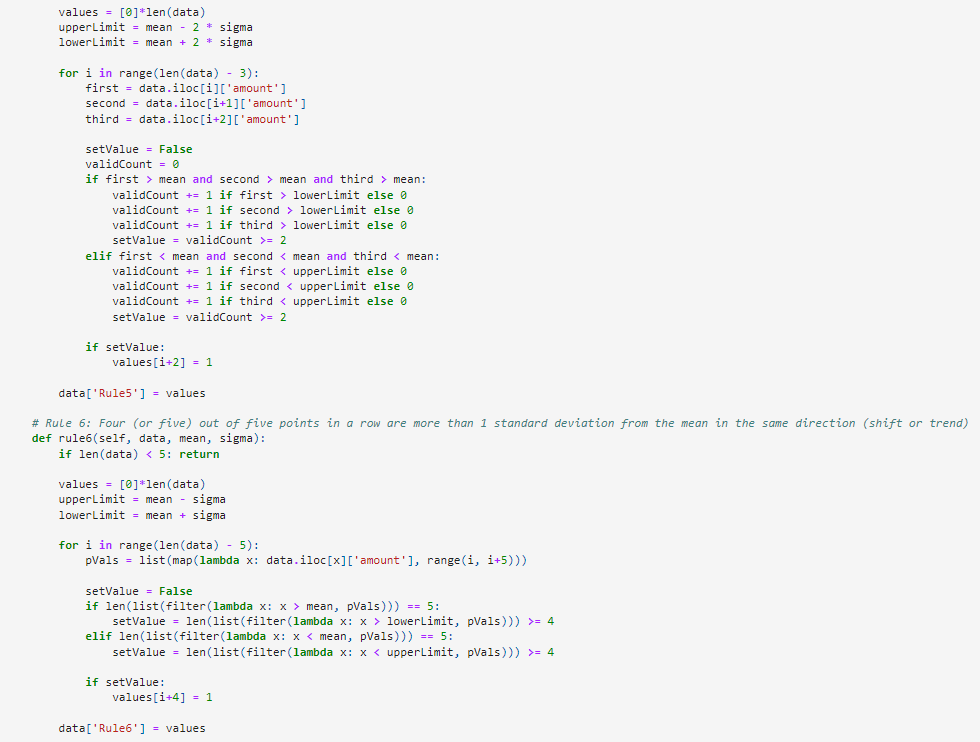 values = [0]*len(data)
    upperLimit = mean - 2 * sigma
    lowerLimit = mean + 2 * sigma

    for i in range(len(data) - 3):
        first = data.iloc[i]['amount']
        second = data.iloc[i+1]['amount']
        third = data.iloc[i+2]['amount']

        setValue = False
        validCount = 0
        if first > mean and second > mean and third > mean:
            validCount += 1 if first > lowerLimit else 0
            validCount += 1 if second > lowerLimit else 0
            validCount += 1 if third > lowerLimit else 0
            setValue = validCount >= 2
        elif first < mean and second < mean and third < mean:
            validCount += 1 if first < upperLimit else 0
            validCount += 1 if second < upperLimit else 0
            validCount += 1 if third < upperLimit else 0
            setValue = validCount >= 2

        if setValue:
            values[i+2] = 1

    data['Rule5'] = values

# Rule 6: Four (or five) out of five points in a row are more than 1 standard deviation from the mean in the same direction (shift or trend)
def rule6(self, data, mean, sigma):
    if len(data) < 5: return

    values = [0]*len(data)
    upperLimit = mean - sigma
    lowerLimit = mean + sigma

    for i in range(len(data) - 5):
        pVals = list(map(lambda x: data.iloc[x]['amount'], range(i, i+5)))

        setValue = False
        if len(list(filter(lambda x: x > mean, pVals))) == 5:
            setValue = len(list(filter(lambda x: x > lowerLimit, pVals))) >= 4
        elif len(list(filter(lambda x: x < mean, pVals))) == 5:
            setValue = len(list(filter(lambda x: x < upperLimit, pVals))) >= 4

        if setValue:
            values[i+4] = 1

    data['Rule6'] = values